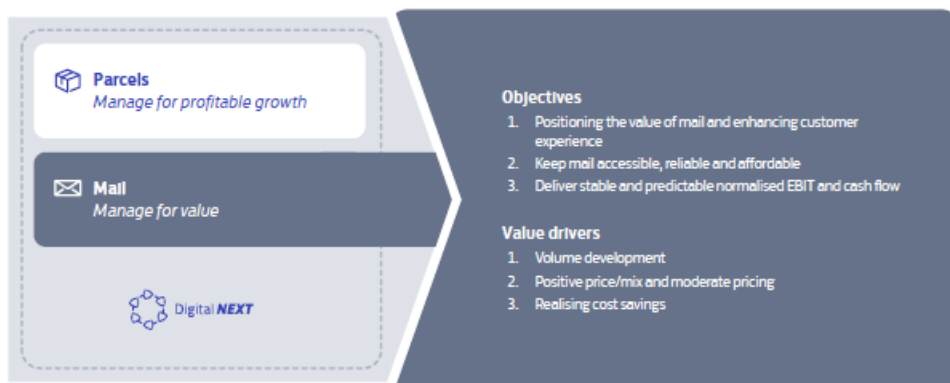 Parcels
Manage for profitable growth
Mail
Manage for value
Digital NEXT
Objectives
1. Positioning the value of mail and enhancing customer
experience
2. Keep mail accessible, reliable and affordable
3. Deliver stable and predictable normalised EBIT and cash flow
Value drivers
1. Volume development
2. Positive price/mix and moderate pricing
3. Realising cost savings